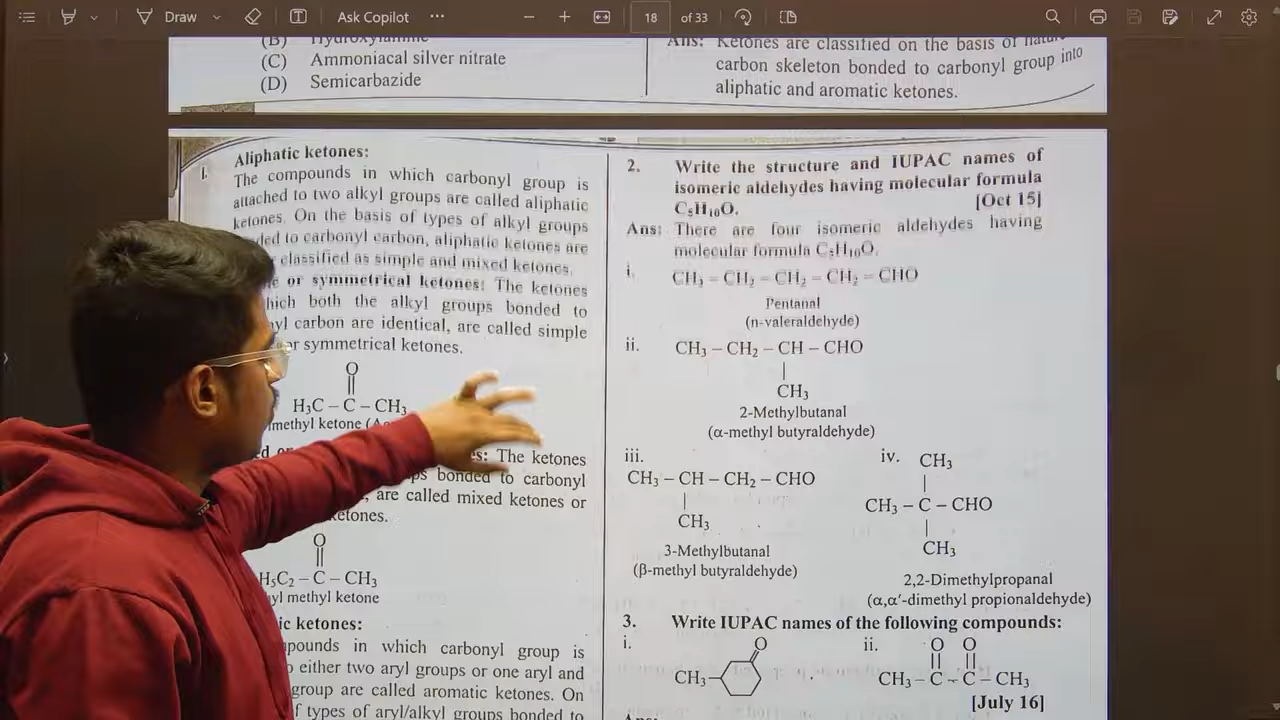 Draw
Ask Copilot
18 of 33
(B) Hydroxylamine
(C) Ammoniacal silver nitrate
(D) Semicarbazide
Ans: Ketones are classified on the basis of nature
carbon skeleton bonded to carbonyl group into
aliphatic and aromatic ketones.
i. Aliphatic ketones:
The compounds in which carbonyl group is
attached to two alkyl groups are called aliphatic
ketones. On the basis of types of alkyl groups
to carbonyl carbon, aliphatic ketones are
classified as simple and mixed ketones.
or symmetrical ketones: The ketones
both the alkyl groups bonded to
carbon are identical, are called simple
or symmetrical ketones.
O
||
H₃C – C – CH₃
methyl ketone
The ketones
bonded to carbonyl
, are called mixed ketones or
ketones.
O
||
H₅C₂ – C – CH₃
methyl ketone
ketones:
in which carbonyl group is
either two aryl groups or one aryl and
group are called aromatic ketones. On
types of aryl/alkyl groups bonded to
2. Write the structure and IUPAC names of
isomeric aldehydes having molecular formula
C₅H₁₀O. [Oct 15]
Ans: There are four isomeric aldehydes having
molecular formula C₅H₁₀O.
i. CH₃ – CH₂ – CH₂ – CH₂ – CHO
Pentanal
(n-valeraldehyde)
ii. CH₃ – CH₂ – CH – CHO
|
CH₃
2-Methylbutanal
(α-methyl butyraldehyde)
iii.
CH₃ – CH – CH₂ – CHO
|
CH₃
3-Methylbutanal
(β-methyl butyraldehyde)
iv. CH₃
|
CH₃ – C – CHO
|
CH₃
2,2-Dimethylpropanal
(α,α′-dimethyl propionaldehyde)
3. Write IUPAC names of the following compounds:
i.
O
CH₃
ii.
O O
|| ||
CH₃ – C – C – CH₃
[July 16]